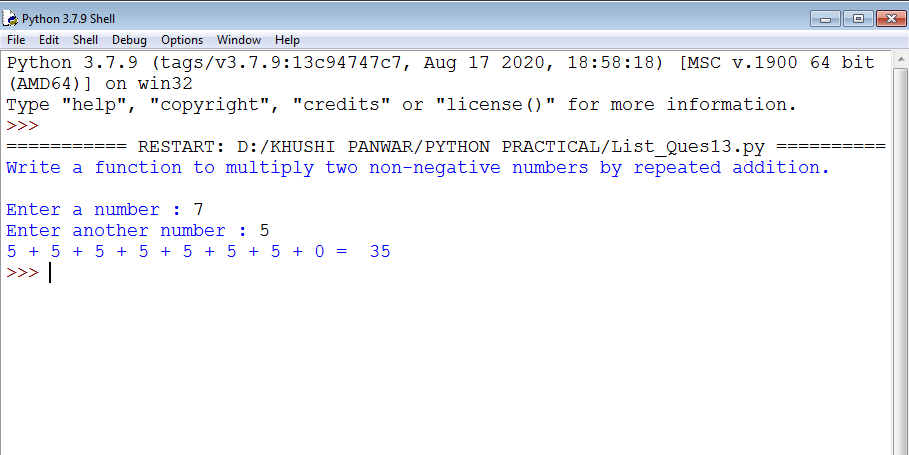 Python 3.7.9 Shell
File Edit Shell Debug Options Window Help
Python 3.7.9 (tags/v3.7.9:13c94747c7, Aug 17 2020, 18:58:18) [MSC v.1900 64 bit
(AMD64)] on win32
Type "help", "copyright", "credits" or "license()" for more information.
>>>
=========== RESTART: D:/KHUSHI PANWAR/PYTHON PRACTICAL/List_Ques13.py ==========
Write a function to multiply two non-negative numbers by repeated addition.
Enter a number : 7
Enter another number : 5
5 + 5 + 5 + 5 + 5 + 5 + 5 + 0 =  35
>>>